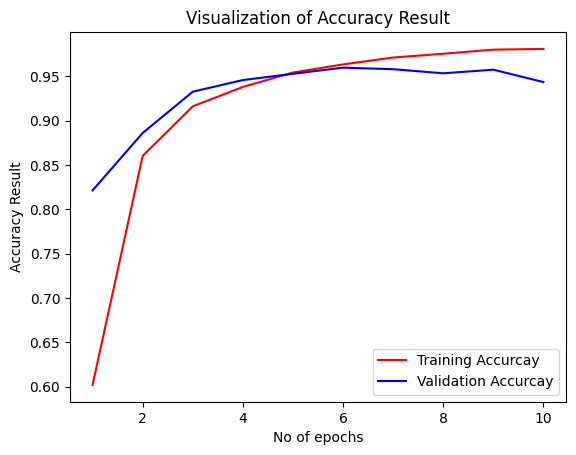 Visualization of Accuracy Result
Accuracy Result
0.95
0.90
0.85
0.80
0.75
0.70
0.65
0.60
2
4
6
8
10
No of epochs
Training Accurcay
Validation Accurcay